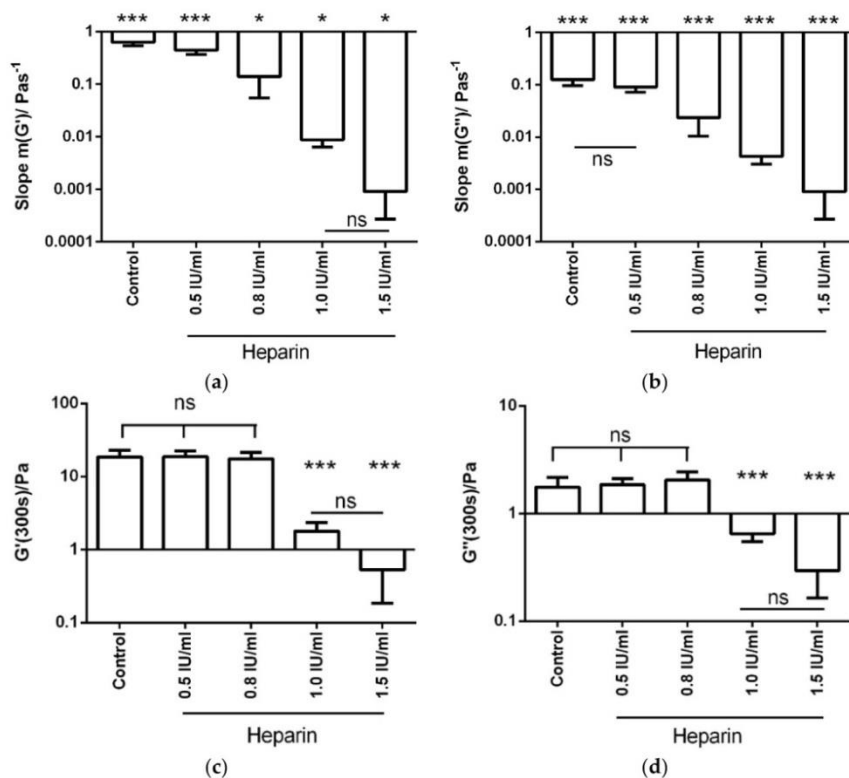 *** *** * * *
Slope m(G')/ Pas-1
1
0.1
0.01
0.001
0.0001
ns
Control
0.5 IU/ml
0.8 IU/ml
1.0 IU/ml
1.5 IU/ml
Heparin
(a)
*** *** *** *** ***
Slope m(G'')/ Pas-1
1
0.1
0.01
0.001
0.0001
ns
Control
0.5 IU/ml
0.8 IU/ml
1.0 IU/ml
1.5 IU/ml
Heparin
(b)
G'(300s)/Pa
100
10
1
0.1
ns
*** ***
ns
Control
0.5 IU/ml
0.8 IU/ml
1.0 IU/ml
1.5 IU/ml
Heparin
(c)
G''(300s)/Pa
10
1
0.1
ns
*** ***
ns
Control
0.5 IU/ml
0.8 IU/ml
1.0 IU/ml
1.5 IU/ml
Heparin
(d)